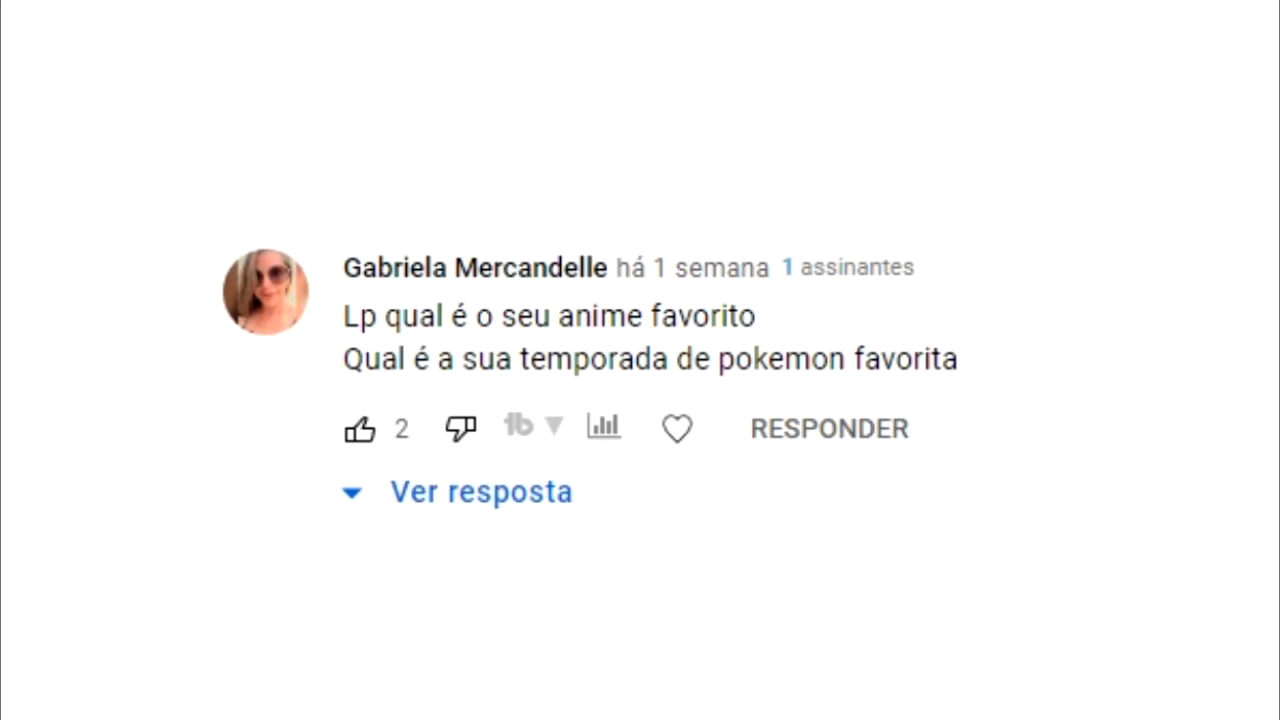 Gabriela Mercandelle há 1 semana 1 assinantes
Lp qual é o seu anime favorito
Qual é a sua temporada de pokemon favorita
2 tb RESPONDER
Ver resposta